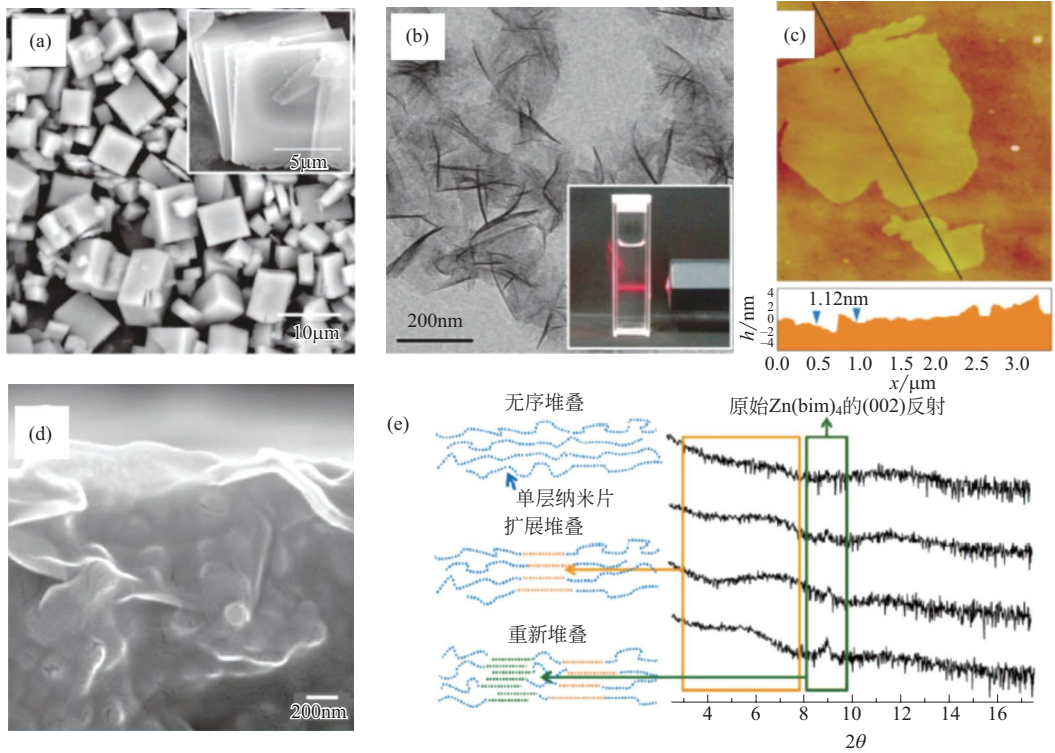 (a)
5μm
10μm
(b)
200nm
(c)
4
2
0
−2
−4
h/nm
1.12nm
0.0 0.5 1.0 1.5 2.0 2.5 3.0
x/μm
(d)
200nm
(e)
无序堆叠
单层纳米片
扩展堆叠
重新堆叠
原始Zn(bim)₄的(002)反射
4 6 8 10 12 14 16
2θ